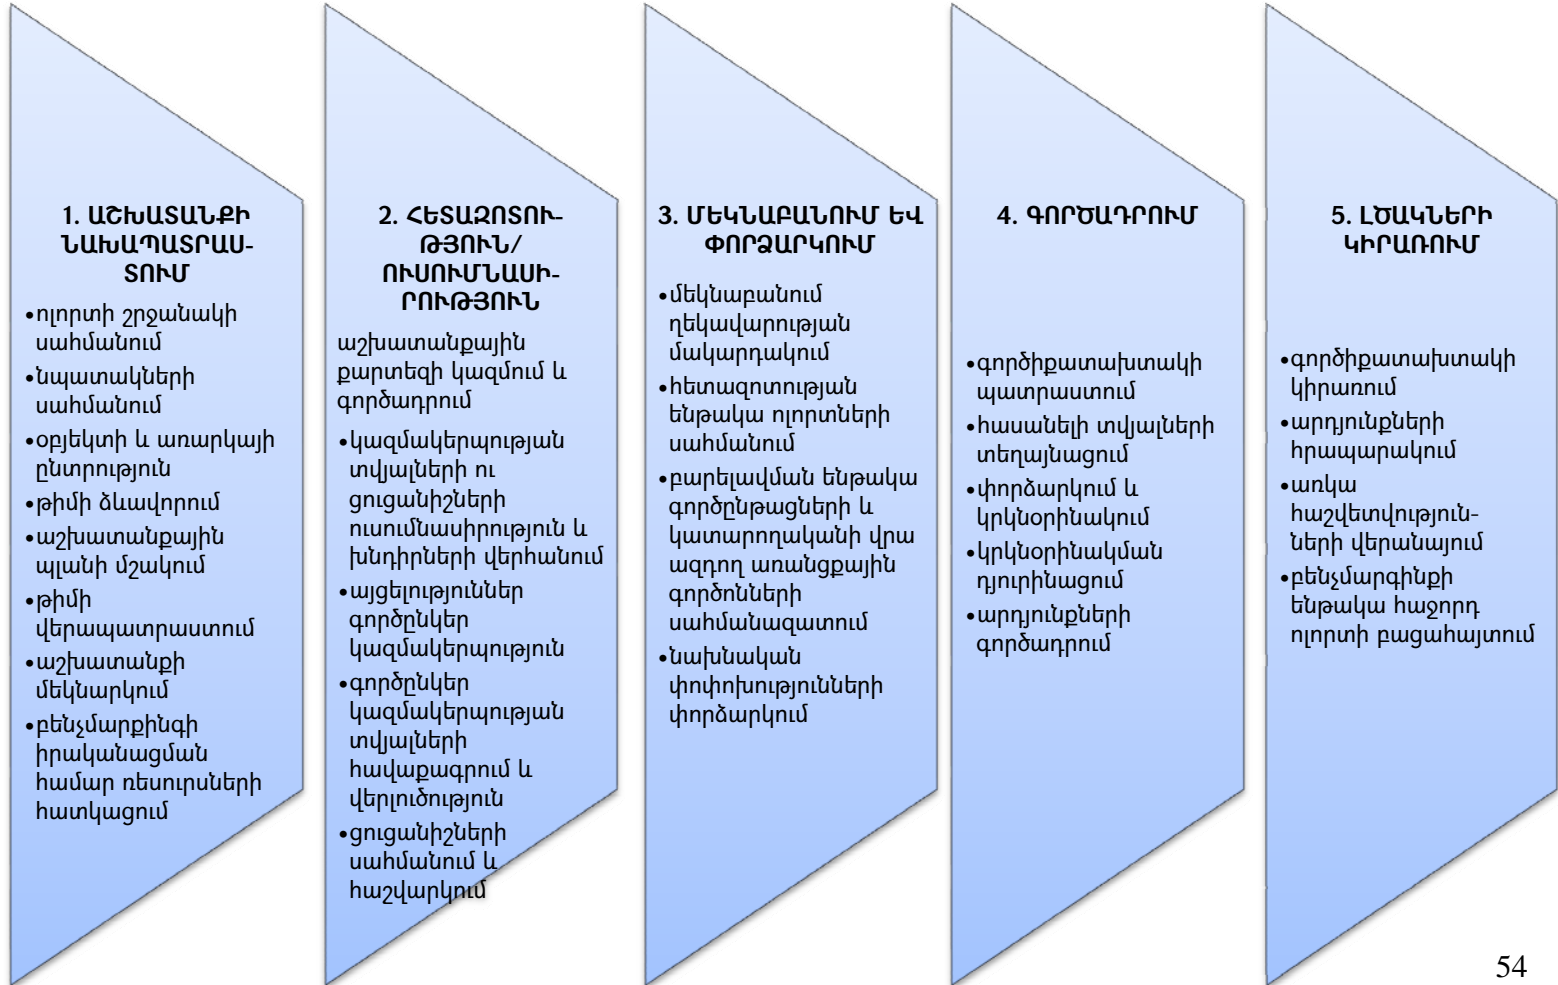 1. ԱՇԽԱՏԱՆՔԻ
ՆԱԽԱՊԱՏՐԱՍ-
ՏՈՒՄ
•ոլորտի շրջանակի
սահմանում
•նպատակների
սահմանում
•օբյեկտի և առարկայի
ընտրություն
•թիմի ձևավորում
•աշխատանքային
պլանի մշակում
•թիմի
վերապատրաստում
•աշխատանքի
մեկնարկում
•բենչմարքինգի
իրականացման
համար ռեսուրսների
հատկացում
2. ՀԵՏԱԶՈՏՈՒ-
ԹՅՈՒՆ/
ՈՒՍՈՒՄՆԱՍԻ-
ՐՈՒԹՅՈՒՆ
աշխատանքային
քարտեզի կազմում և
գործադրում
•կազմակերպության
տվյալների ու
ցուցանիշների
ուսումնասիրություն և
խնդիրների վերհանում
•այցելություններ
գործընկեր
կազմակերպություն
•գործընկեր
կազմակերպության
տվյալների
հավաքագրում և
վերլուծություն
•ցուցանիշների
սահմանում և
հաշվարկում
3. ՄԵԿՆԱԲԱՆՈՒՄ ԵՎ
ՓՈՐՁԱՐԿՈՒՄ
•մեկնաբանում
ղեկավարության
մակարդակում
•հետազոտության
ենթակա ոլորտների
սահմանում
•բարելավման ենթակա
գործընթացների և
կատարողականի վրա
ազդող առանցքային
գործոնների
սահմանազատում
•նախնական
փոփոխությունների
փորձարկում
4. ԳՈՐԾԱԴՐՈՒՄ
•գործիքատախտակի
պատրաստում
•հասանելի տվյալների
տեղայնացում
•փորձարկում և
կրկնօրինակում
•կրկնօրինակման
դյուրինացում
•արդյունքների
գործադրում
5. ԼԾԱԿՆԵՐԻ
ԿԻՐԱՌՈՒՄ
•գործիքատախտակի
կիրառում
•արդյունքների
հրապարակում
•առկա
հաշվետվություն-
ների վերանայում
•բենչմարգինքի
ենթակա հաջորդ
ոլորտի բացահայտում
54